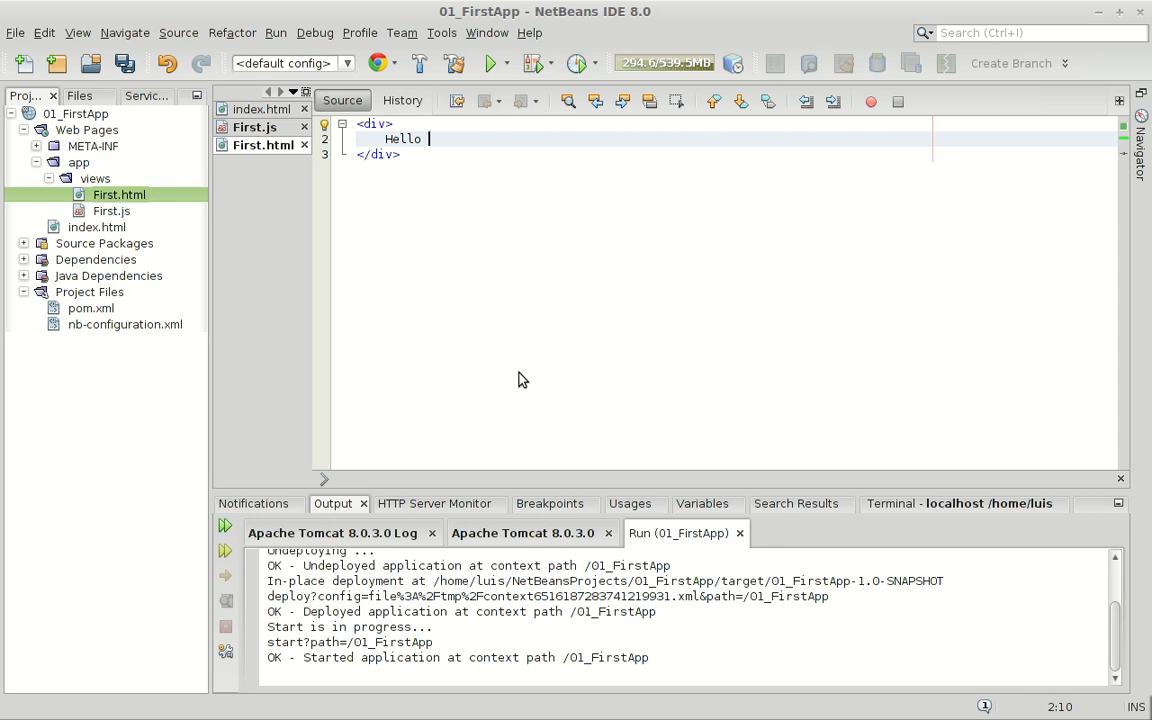 01_FirstApp - NetBeans IDE 8.0
File Edit View Navigate Source Refactor Run Debug Profile Team Tools Window Help
Search (Ctrl+I)
<default config>
294.6/539.5MB
Create Branch
Proj...
Files
Servic...
01_FirstApp
Web Pages
META-INF
app
views
First.html
First.js
index.html
Source Packages
Dependencies
Java Dependencies
Project Files
pom.xml
nb-configuration.xml
index.html
First.js
First.html
Source
History
<div>
2 Hello
3 </div>
Navigator
Notifications
Output
HTTP Server Monitor
Breakpoints
Usages
Variables
Search Results
Terminal - localhost /home/luis
Apache Tomcat 8.0.3.0 Log
Apache Tomcat 8.0.3.0
Run (01_FirstApp)
Undeploying ...
OK - Undeployed application at context path /01_FirstApp
In-place deployment at /home/luis/NetBeansProjects/01_FirstApp/target/01_FirstApp-1.0-SNAPSHOT
deploy?config=file%3A%2Ftmp%2Fcontext6516187283741219931.xml&path=/01_FirstApp
OK - Deployed application at context path /01_FirstApp
Start is in progress...
start?path=/01_FirstApp
OK - Started application at context path /01_FirstApp
1
2:10
INS